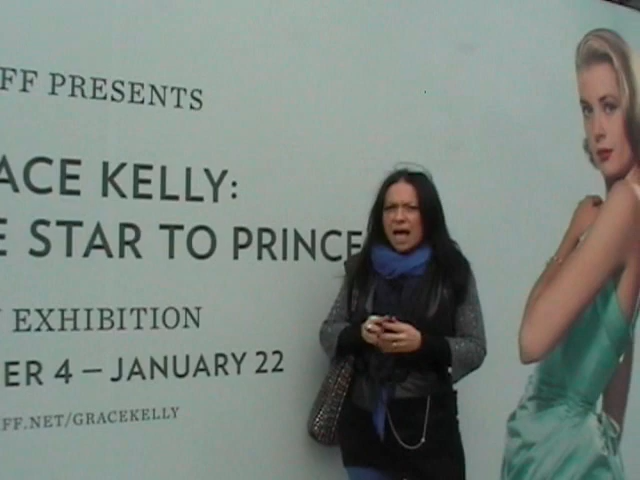 FF PRESENTS
ACE KELLY:
E STAR TO PRINCE
EXHIBITION
ER 4 – JANUARY 22
FF.NET/GRACEKELLY